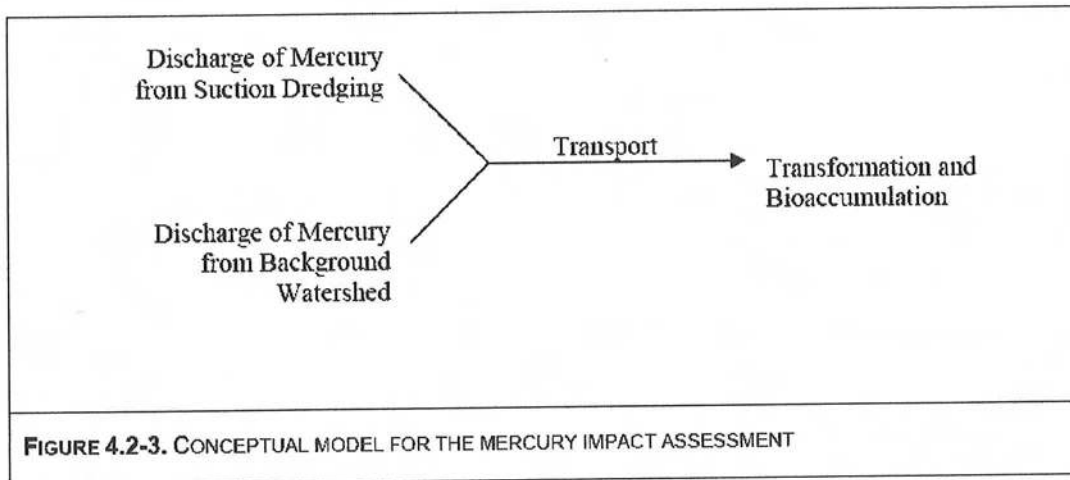 Discharge of Mercury
from Suction Dredging
Transport
Transformation and
Bioaccumulation
Discharge of Mercury
from Background
Watershed
FIGURE 4.2-3. CONCEPTUAL MODEL FOR THE MERCURY IMPACT ASSESSMENT